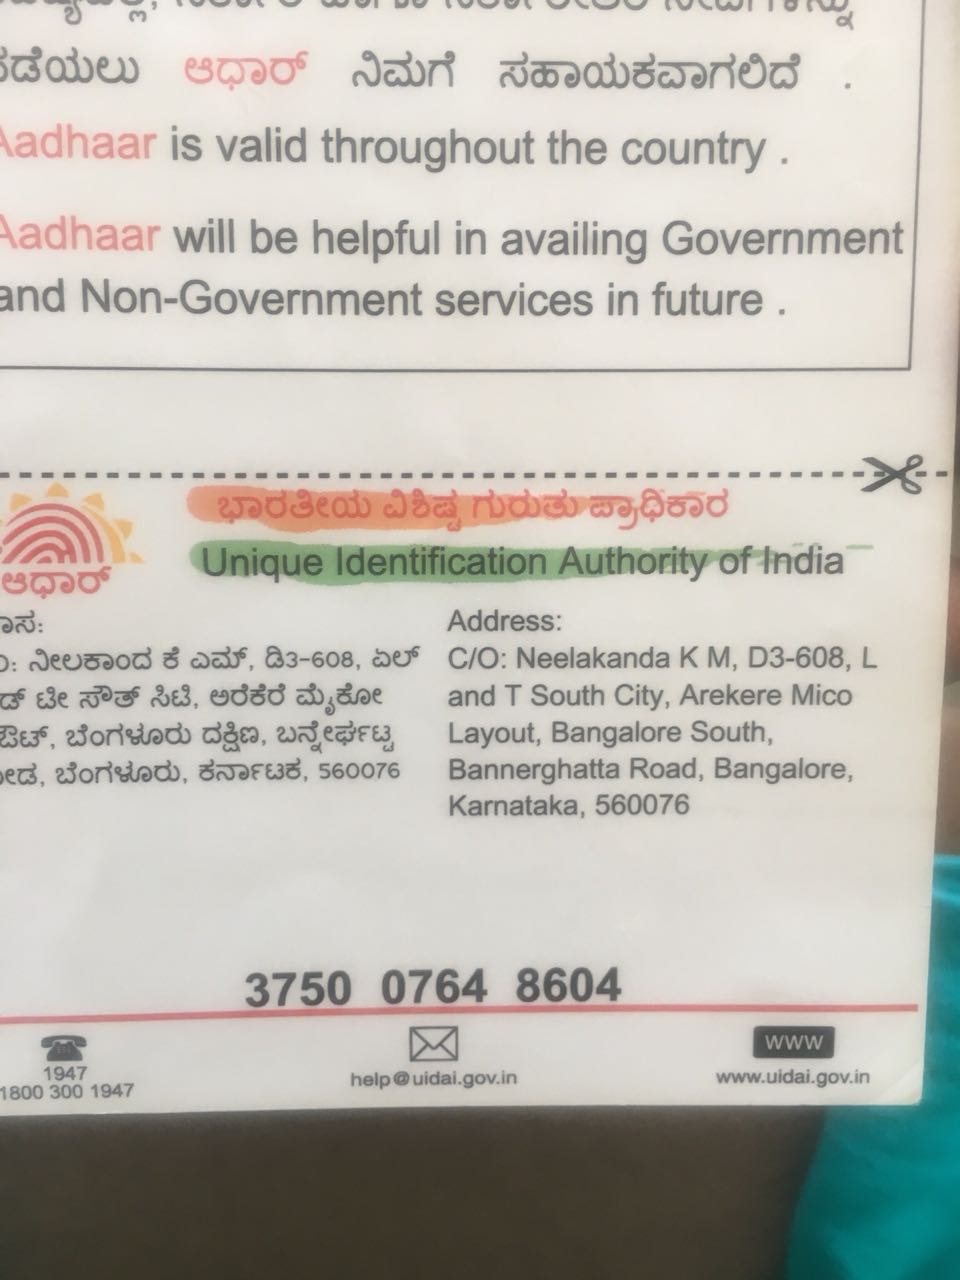 ಆಧಾರ್ ನಿಮಗೆ ಸಹಾಯಕವಾಗಲಿದೆ .
Aadhaar is valid throughout the country .
Aadhaar will be helpful in availing Government
and Non-Government services in future .
ಭಾರತೀಯ ವಿಶಿಷ್ಟ ಗುರುತು ಪ್ರಾಧಿಕಾರ
Unique Identification Authority of India
ಆಧಾರ್
ನೀಲಕಾಂದ ಕೆ ಎಮ್, ಡಿ3-608, ಏಲ್
ಟೀ ಸೌತ್ ಸಿಟಿ, ಅರೆಕೆರೆ ಮೈಕೋ
ಬೆಂಗಳೂರು ದಕ್ಷಿಣ, ಬನ್ನೇರ್ಘಟ್ಟ
ಬೆಂಗಳೂರು, ಕರ್ನಾಟಕ, 560076
Address:
C/O: Neelakanda K M, D3-608, L
and T South City, Arekere Mico
Layout, Bangalore South,
Bannerghatta Road, Bangalore,
Karnataka, 560076
3750 0764 8604
1947
1800 300 1947
help@uidai.gov.in
www
www.uidai.gov.in